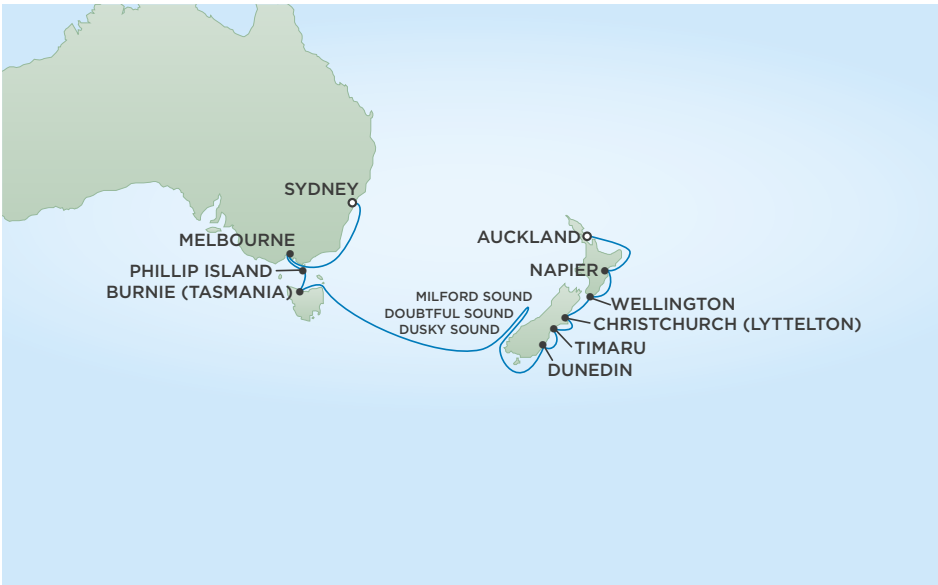 SYDNEY
MELBOURNE
AUCKLAND
PHILLIP ISLAND
NAPIER
BURNIE (TASMANIA)
MILFORD SOUND
WELLINGTON
DOUBTFUL SOUND
CHRISTCHURCH (LYTTELTON)
DUSKY SOUND
TIMARU
DUNEDIN